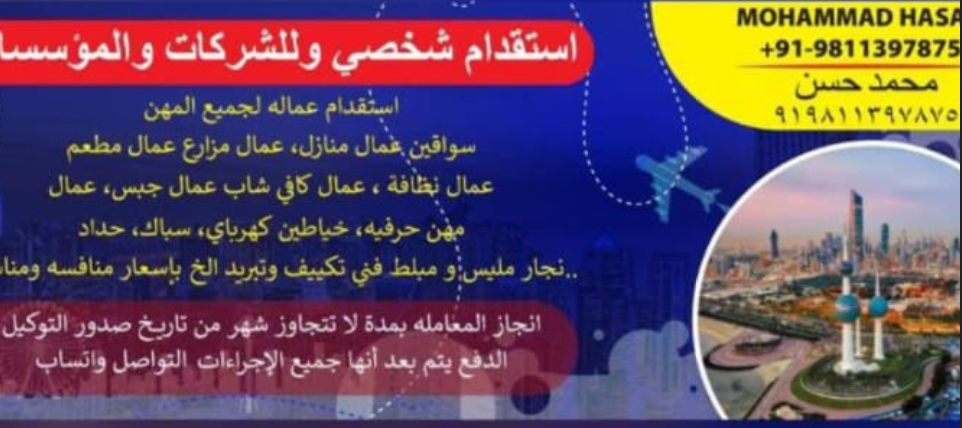 استقدام شخصي وللشركات والمؤسسا
استقدام عماله لجميع المهن
سواقين عمال منازل، عمال مزارع عمال مطعم
عمال نظافة ، عمال كافي شاب عمال جبس، عمال
مهن حرفيه، خياطين كهرباي، سباك، حداد
نجار مليس و مبلط فني تكييف وتبريد الخ بإسعار منافسه ومنا..
انجاز المعامله بمدة لا تتجاوز شهر من تاريخ صدور التوكيل
الدفع يتم بعد أنها جميع الإجراءات التواصل واتساب
MOHAMMAD HASA
+91-9811397875
محمد حسن
٩١٩٨١١٣٩٧٨٧٥